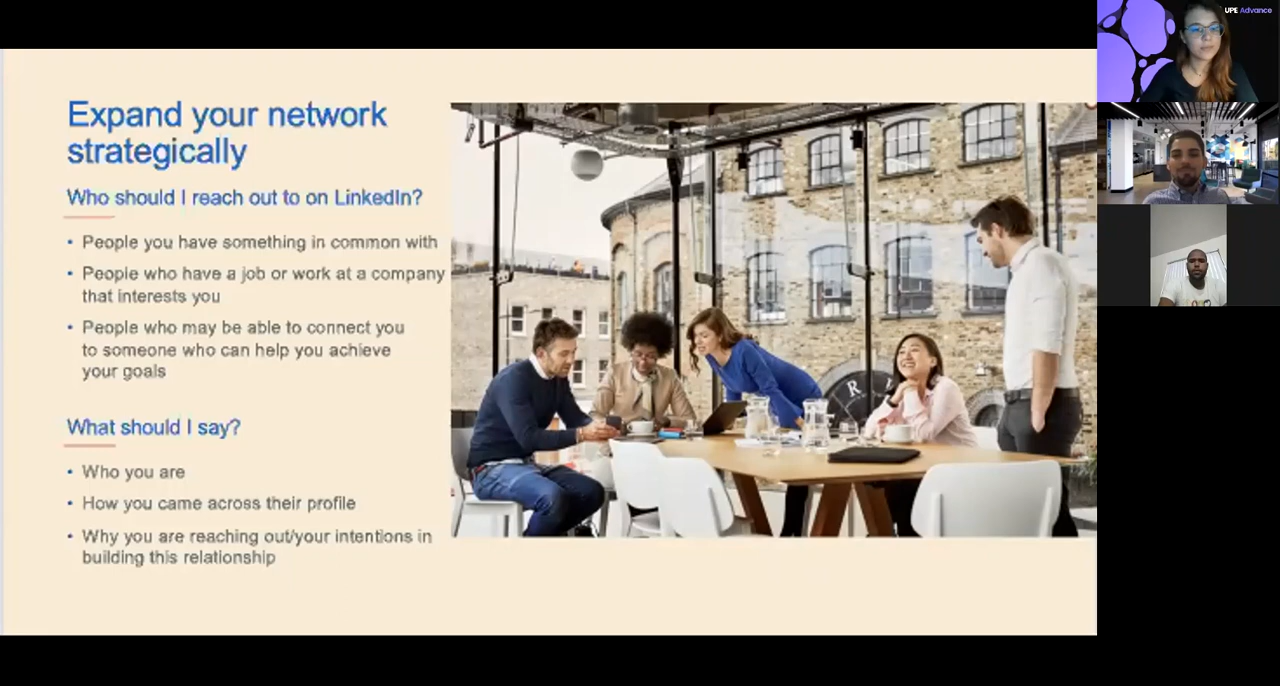 Expand your network
strategically
Who should I reach out to on LinkedIn?
• People you have something in common with
• People who have a job or work at a company
that interests you
• People who may be able to connect you
to someone who can help you achieve
your goals
What should I say?
• Who you are
• How you came across their profile
• Why you are reaching out/your intentions in
building this relationship
UPE Advance